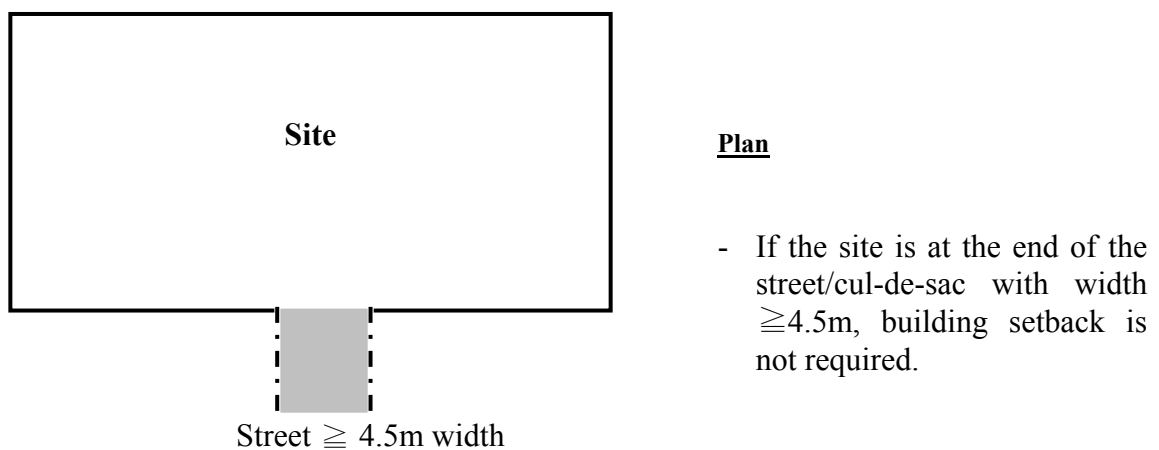 Site
Plan
- If the site is at the end of the
street/cul-de-sac with width
≧4.5m, building setback is
not required.
Street ≧ 4.5m width